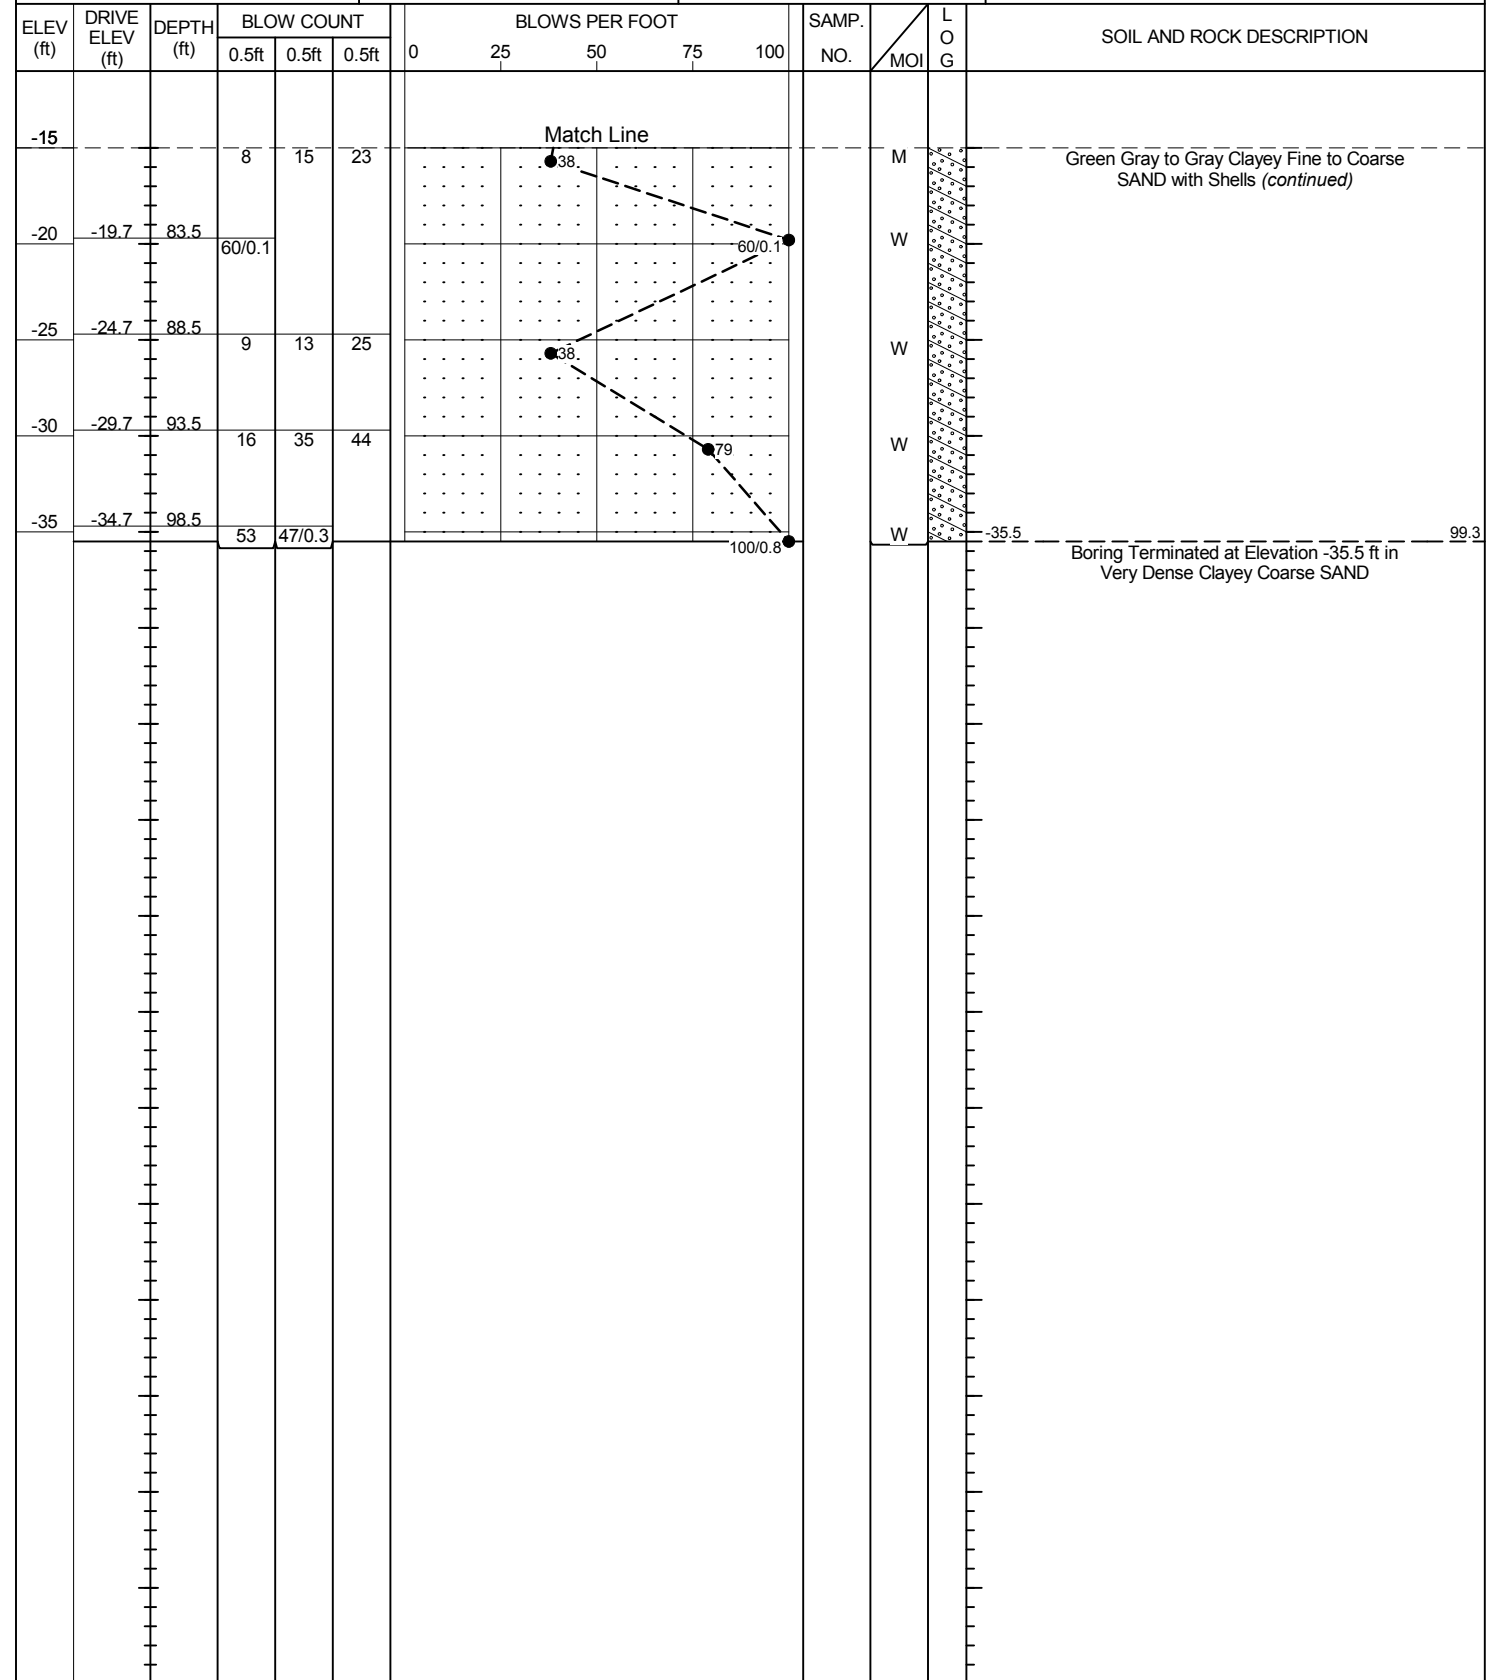 ELEV (ft) DRIVE ELEV (ft) DEPTH (ft) BLOW COUNT BLOWS PER FOOT SAMP. NO. MOI LOG SOIL AND ROCK DESCRIPTION
0.5ft 0.5ft 0.5ft 0 25 50 75 100
Match Line
-15
8 15 23 38 M Green Gray to Gray Clayey Fine to Coarse
SAND with Shells (continued)
-20 -19.7 83.5
60/0.1 60/0.1 W
-25 -24.7 88.5
9 13 25 38 W
-30 -29.7 93.5
16 35 44 79 W
-35 -34.7 98.5
53 47/0.3 100/0.8 W -35.5 99.3
Boring Terminated at Elevation -35.5 ft in
Very Dense Clayey Coarse SAND